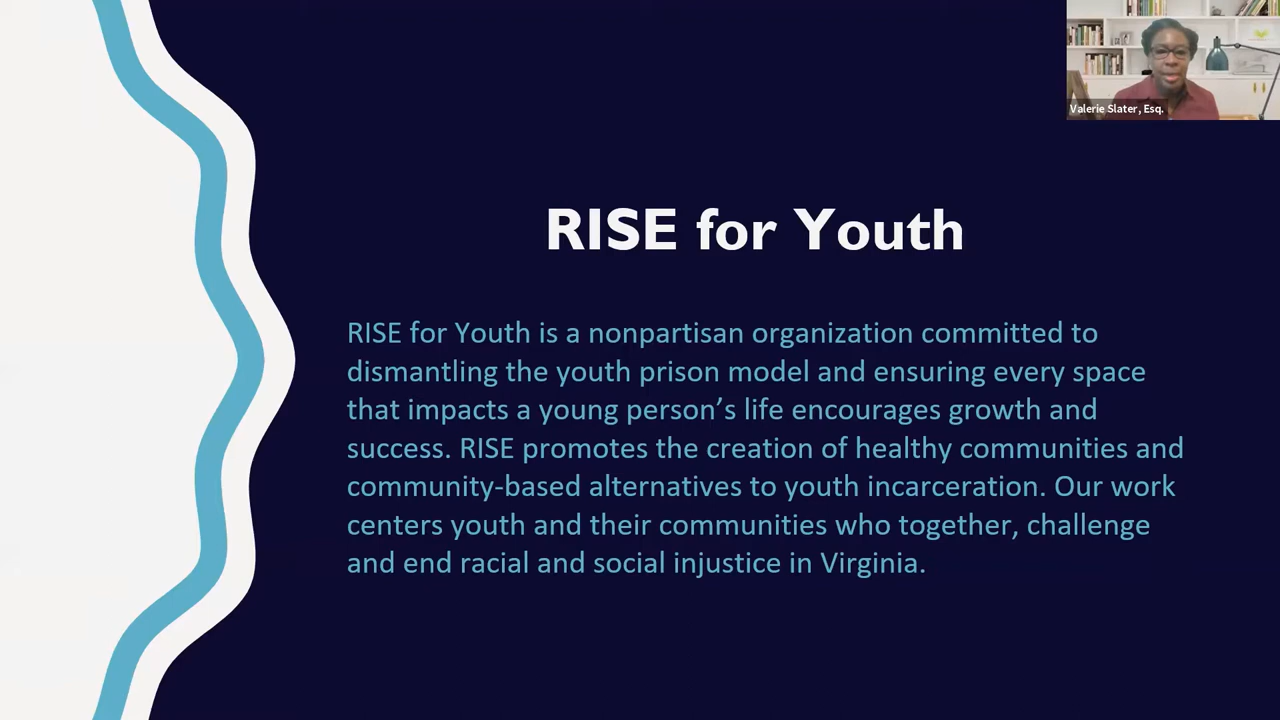 Valerie Slater, Esq.
RISE for Youth
RISE for Youth is a nonpartisan organization committed to
dismantling the youth prison model and ensuring every space
that impacts a young person’s life encourages growth and
success. RISE promotes the creation of healthy communities and
community-based alternatives to youth incarceration. Our work
centers youth and their communities who together, challenge
and end racial and social injustice in Virginia.